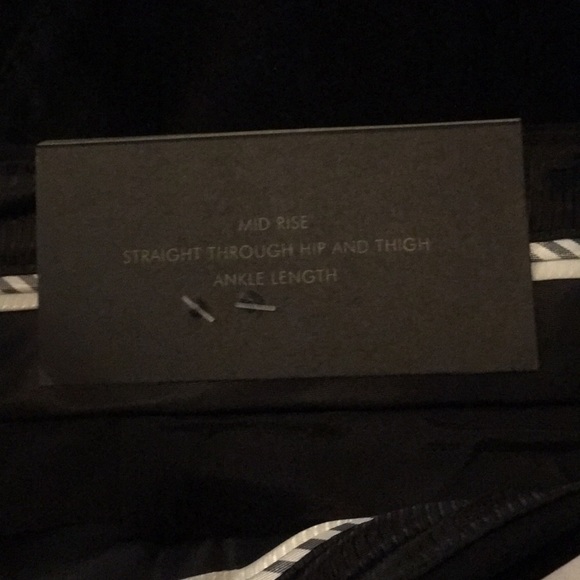 MID RISE
STRAIGHT THROUGH HIP AND THIGH
ANKLE LENGTH